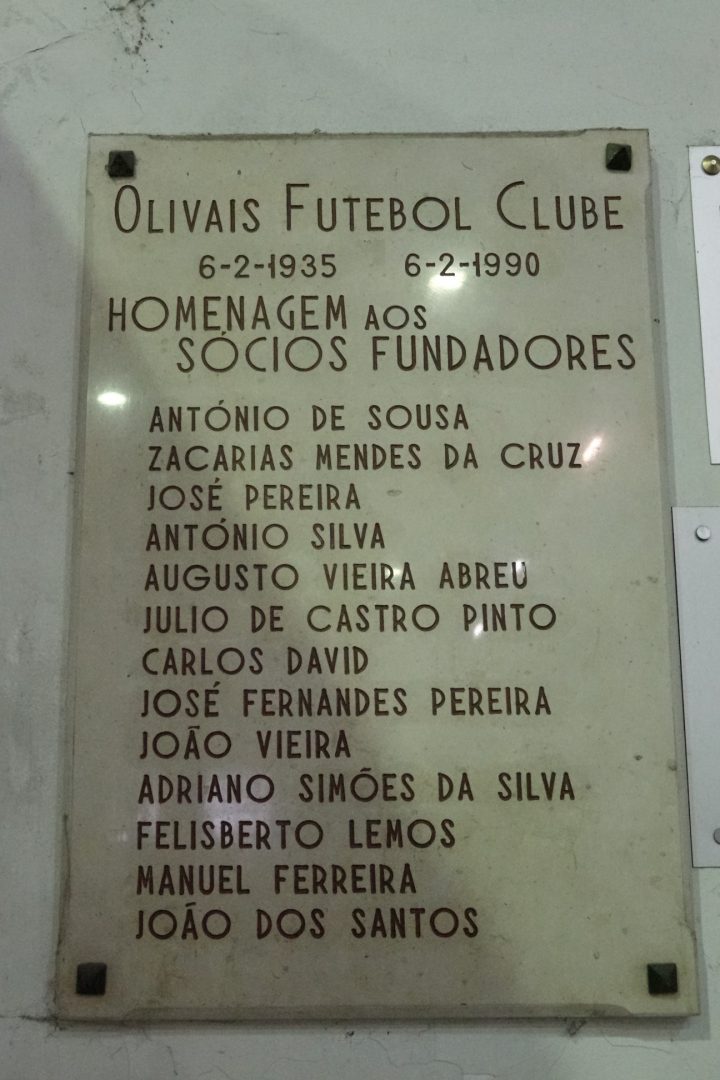 OLIVAIS FUTEBOL CLUBE
6-2-1935 6-2-1990
HOMENAGEM AOS
SÓCIOS FUNDADORES
ANTÓNIO DE SOUSA
ZACARIAS MENDES DA CRUZ
JOSÉ PEREIRA
ANTÓNIO SILVA
AUGUSTO VIEIRA ABREU
JULIO DE CASTRO PINTO
CARLOS DAVID
JOSÉ FERNANDES PEREIRA
JOÃO VIEIRA
ADRIANO SIMÕES DA SILVA
FELISBERTO LEMOS
MANUEL FERREIRA
JOÃO DOS SANTOS